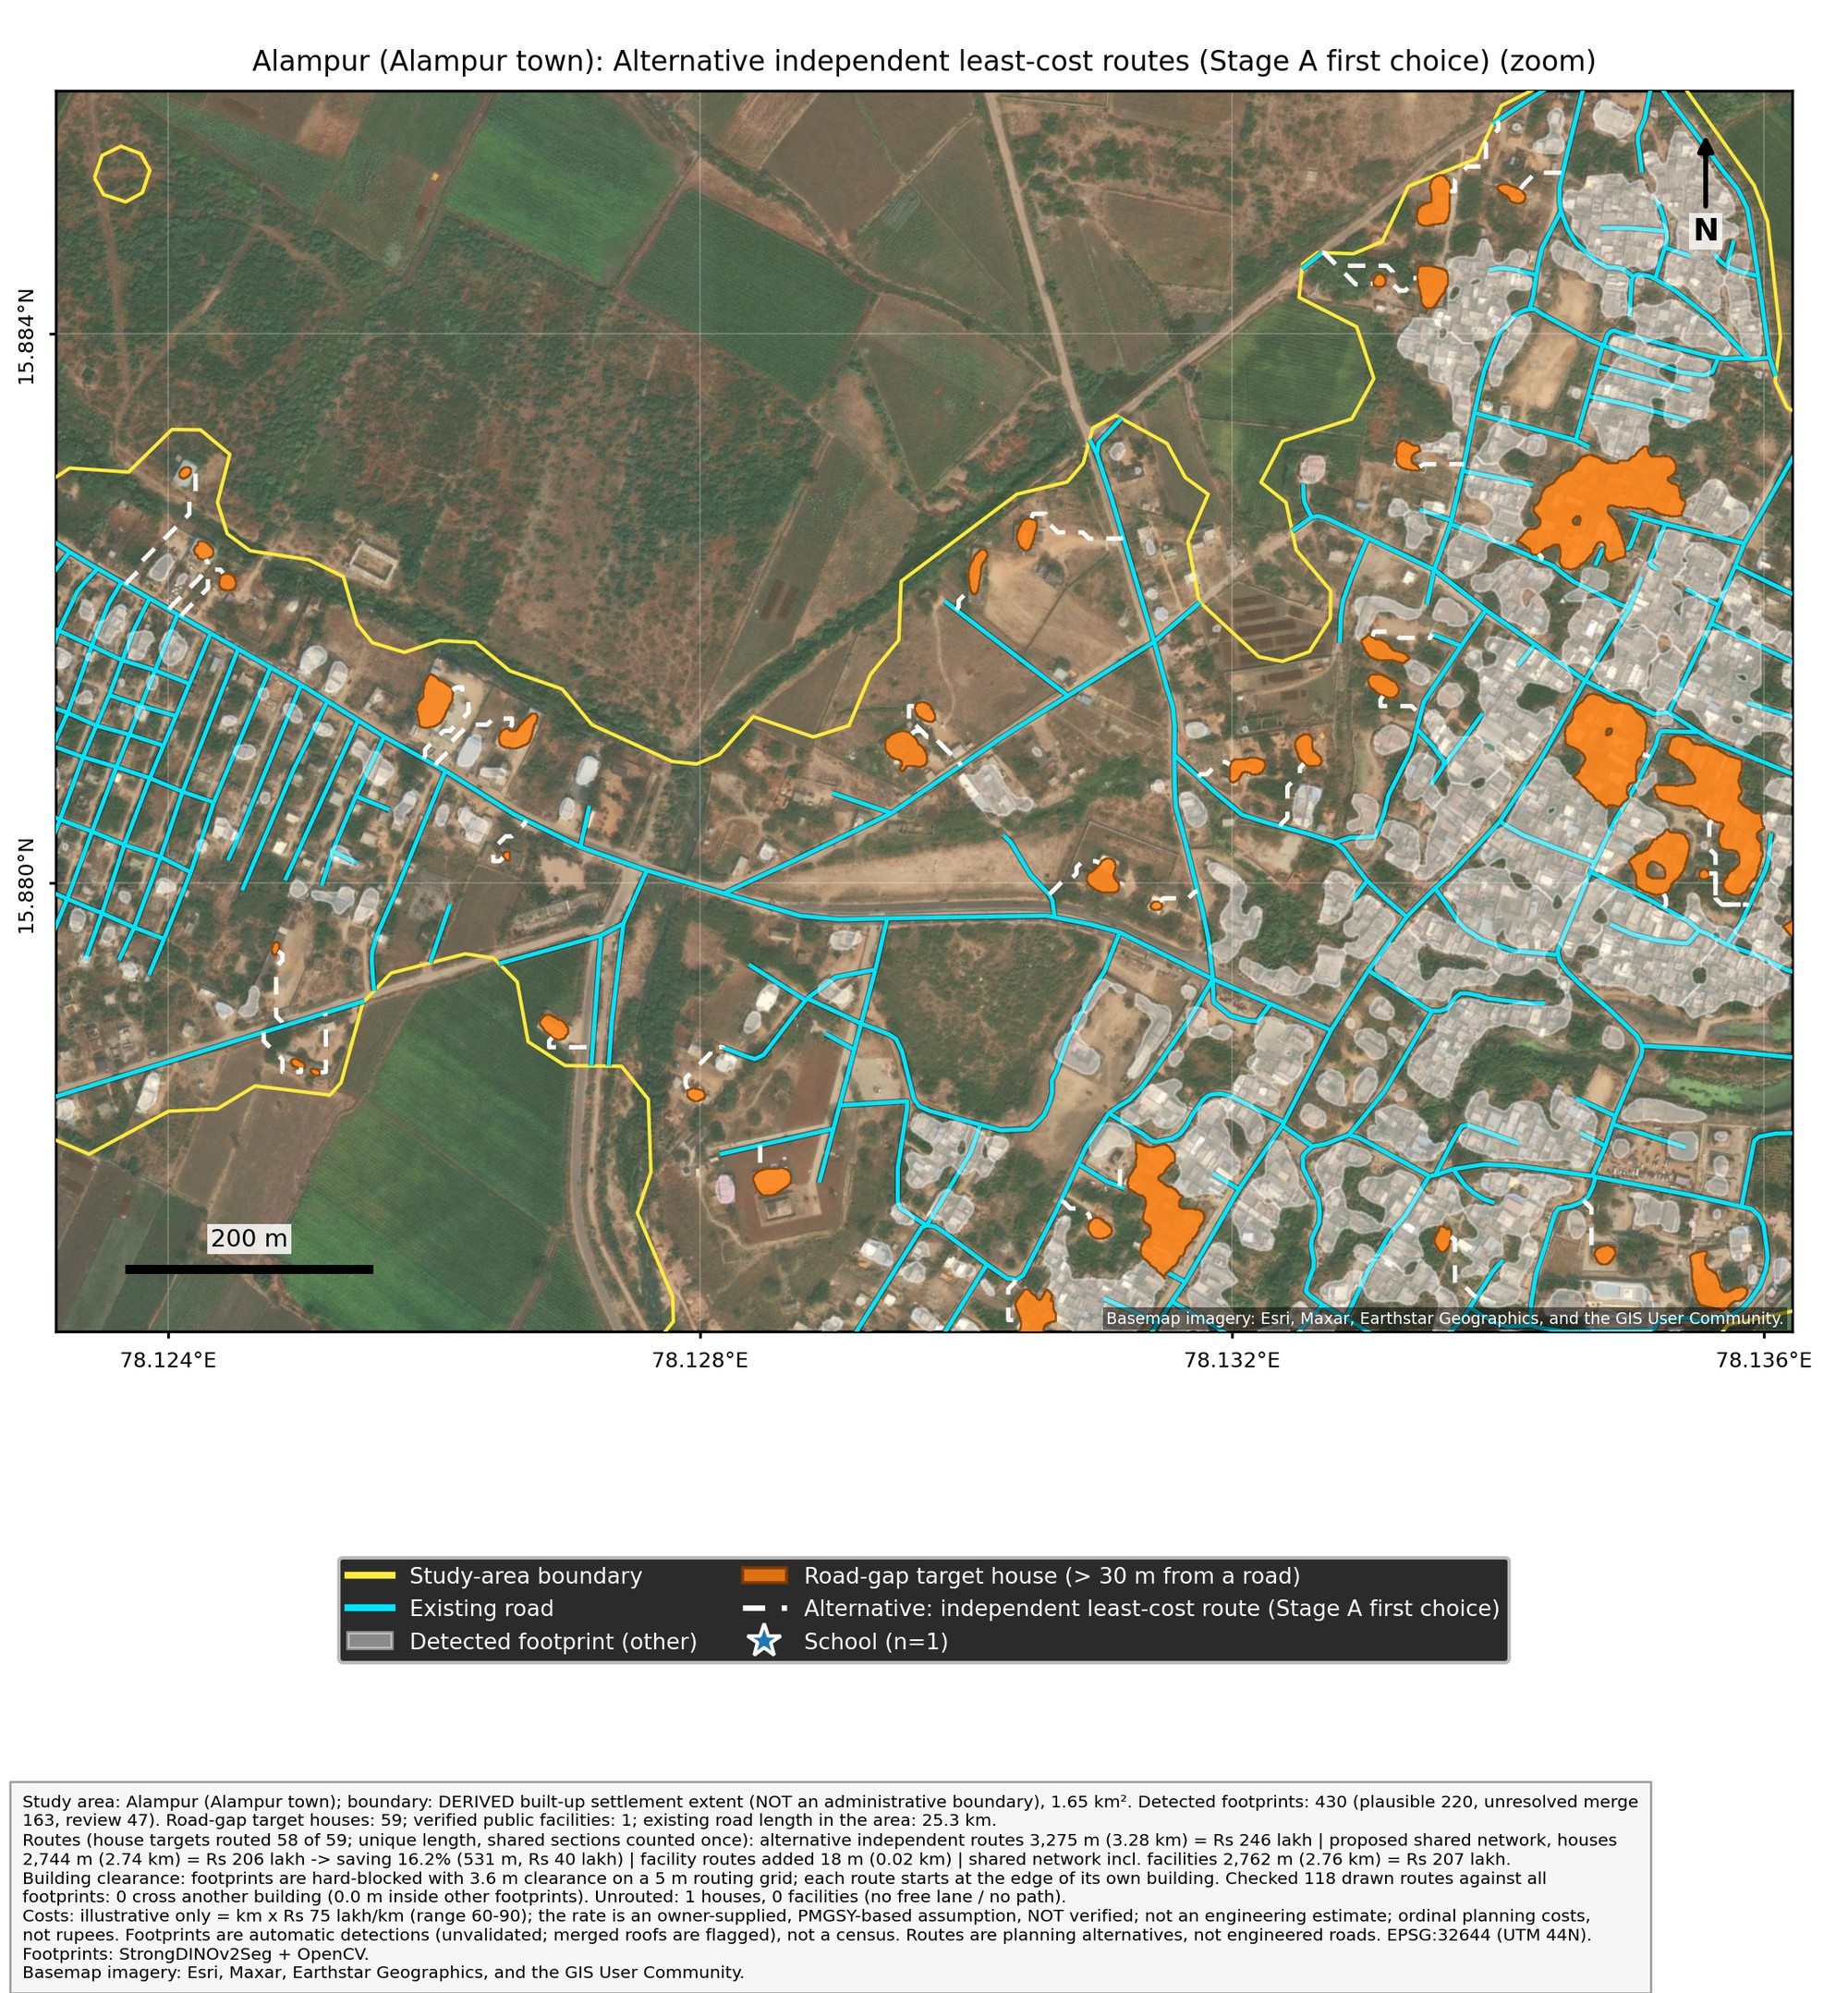 Alampur (Alampur town): Alternative independent least-cost routes (Stage A first choice) (zoom)
N
15.884°N
15.880°N
200 m
Basemap imagery: Esri, Maxar, Earthstar Geographics, and the GIS User Community.
78.124°E
78.128°E
78.132°E
78.136°E
Study-area boundary
Existing road
Detected footprint (other)
Road-gap target house (> 30 m from a road)
Alternative: independent least-cost route (Stage A first choice)
School (n=1)
Study area: Alampur (Alampur town); boundary: DERIVED built-up settlement extent (NOT an administrative boundary), 1.65 km². Detected footprints: 430 (plausible 220, unresolved merge
163, review 47). Road-gap target houses: 59; verified public facilities: 1; existing road length in the area: 25.3 km.
Routes (house targets routed 58 of 59; unique length, shared sections counted once): alternative independent routes 3,275 m (3.28 km) = Rs 246 lakh | proposed shared network, houses
2,744 m (2.74 km) = Rs 206 lakh -> saving 16.2% (531 m, Rs 40 lakh) | facility routes added 18 m (0.02 km) | shared network incl. facilities 2,762 m (2.76 km) = Rs 207 lakh.
Building clearance: footprints are hard-blocked with 3.6 m clearance on a 5 m routing grid; each route starts at the edge of its own building. Checked 118 drawn routes against all
footprints: 0 cross another building (0.0 m inside other footprints). Unrouted: 1 houses, 0 facilities (no free lane / no path).
Costs: illustrative only = km x Rs 75 lakh/km (range 60-90); the rate is an owner-supplied, PMGSY-based assumption, NOT verified; not an engineering estimate; ordinal planning costs,
not rupees. Footprints are automatic detections (unvalidated; merged roofs are flagged), not a census. Routes are planning alternatives, not engineered roads. EPSG:32644 (UTM 44N).
Footprints: StrongDINOv2Seg + OpenCV.
Basemap imagery: Esri, Maxar, Earthstar Geographics, and the GIS User Community.